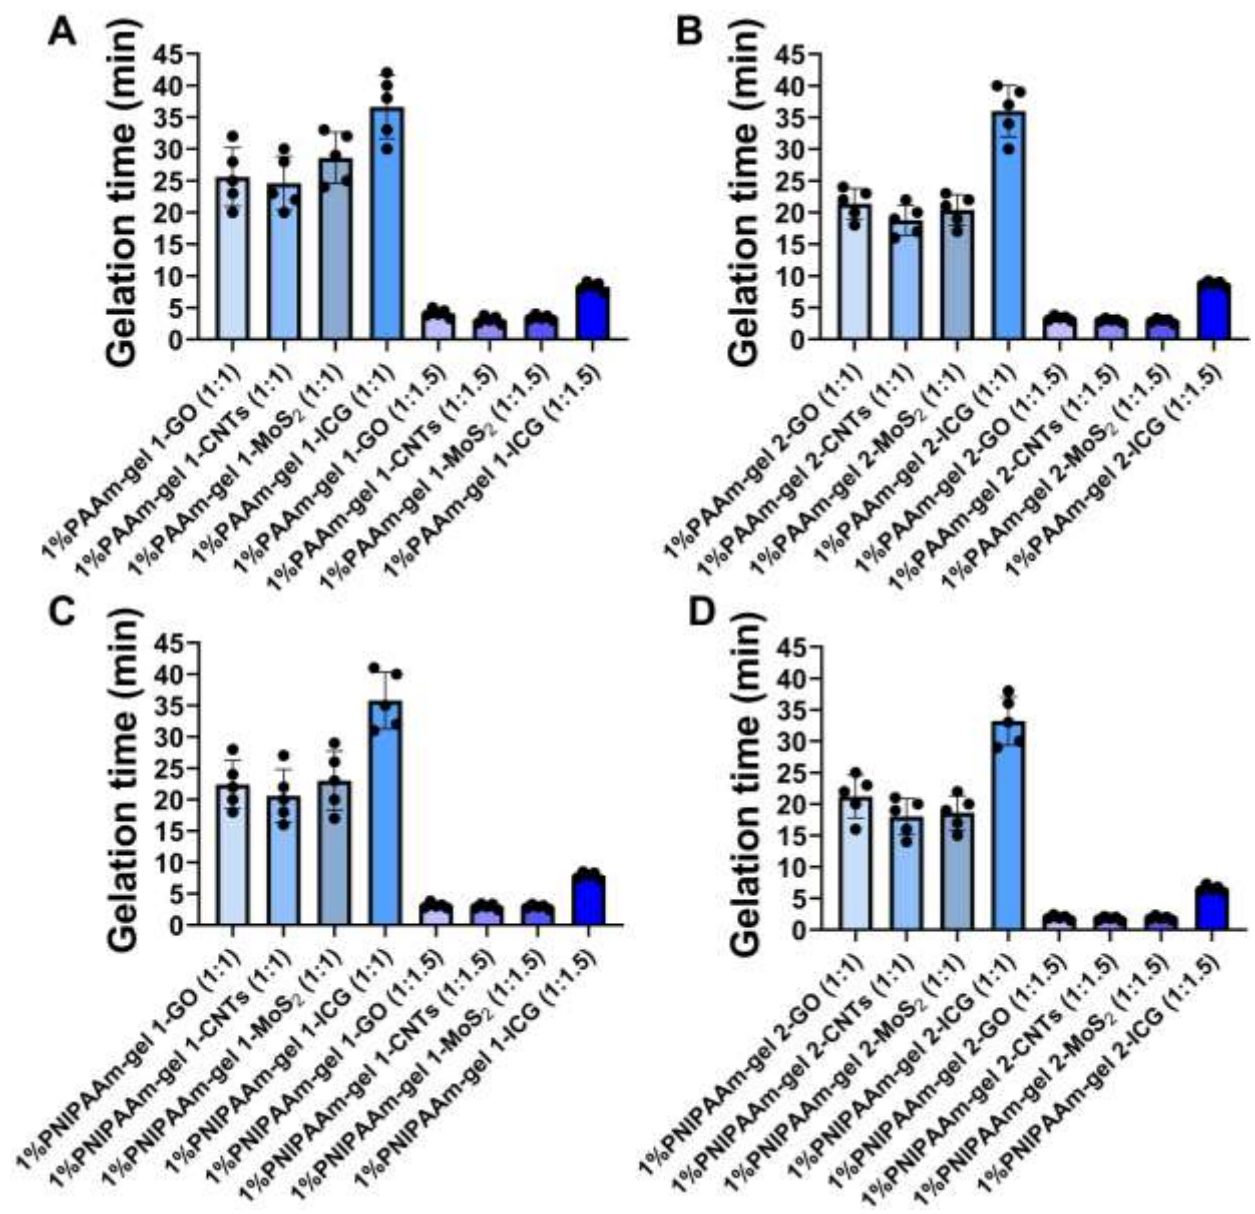 A
Gelation time (min)
45
40
35
30
25
20
15
10
5
0
1%PAAm-gel 1-GO (1:1)
1%PAAm-gel 1-CNTs (1:1)
1%PAAm-gel 1-MoS₂ (1:1)
1%PAAm-gel 1-ICG (1:1)
1%PAAm-gel 1-GO (1:1.5)
1%PAAm-gel 1-CNTs (1:1.5)
1%PAAm-gel 1-MoS₂ (1:1.5)
1%PAAm-gel 1-ICG (1:1.5)
B
Gelation time (min)
45
40
35
30
25
20
15
10
5
0
1%PAAm-gel 2-GO (1:1)
1%PAAm-gel 2-CNTs (1:1)
1%PAAm-gel 2-MoS₂ (1:1)
1%PAAm-gel 2-ICG (1:1)
1%PAAm-gel 2-GO (1:1.5)
1%PAAm-gel 2-CNTs (1:1.5)
1%PAAm-gel 2-MoS₂ (1:1.5)
1%PAAm-gel 2-ICG (1:1.5)
C
Gelation time (min)
45
40
35
30
25
20
15
10
5
0
1%PNIPAAm-gel 1-GO (1:1)
1%PNIPAAm-gel 1-CNTs (1:1)
1%PNIPAAm-gel 1-MoS₂ (1:1)
1%PNIPAAm-gel 1-ICG (1:1)
1%PNIPAAm-gel 1-GO (1:1.5)
1%PNIPAAm-gel 1-CNTs (1:1.5)
1%PNIPAAm-gel 1-MoS₂ (1:1.5)
1%PNIPAAm-gel 1-ICG (1:1.5)
D
Gelation time (min)
45
40
35
30
25
20
15
10
5
0
1%PNIPAAm-gel 2-GO (1:1)
1%PNIPAAm-gel 2-CNTs (1:1)
1%PNIPAAm-gel 2-MoS₂ (1:1)
1%PNIPAAm-gel 2-ICG (1:1)
1%PNIPAAm-gel 2-GO (1:1.5)
1%PNIPAAm-gel 2-CNTs (1:1.5)
1%PNIPAAm-gel 2-MoS₂ (1:1.5)
1%PNIPAAm-gel 2-ICG (1:1.5)